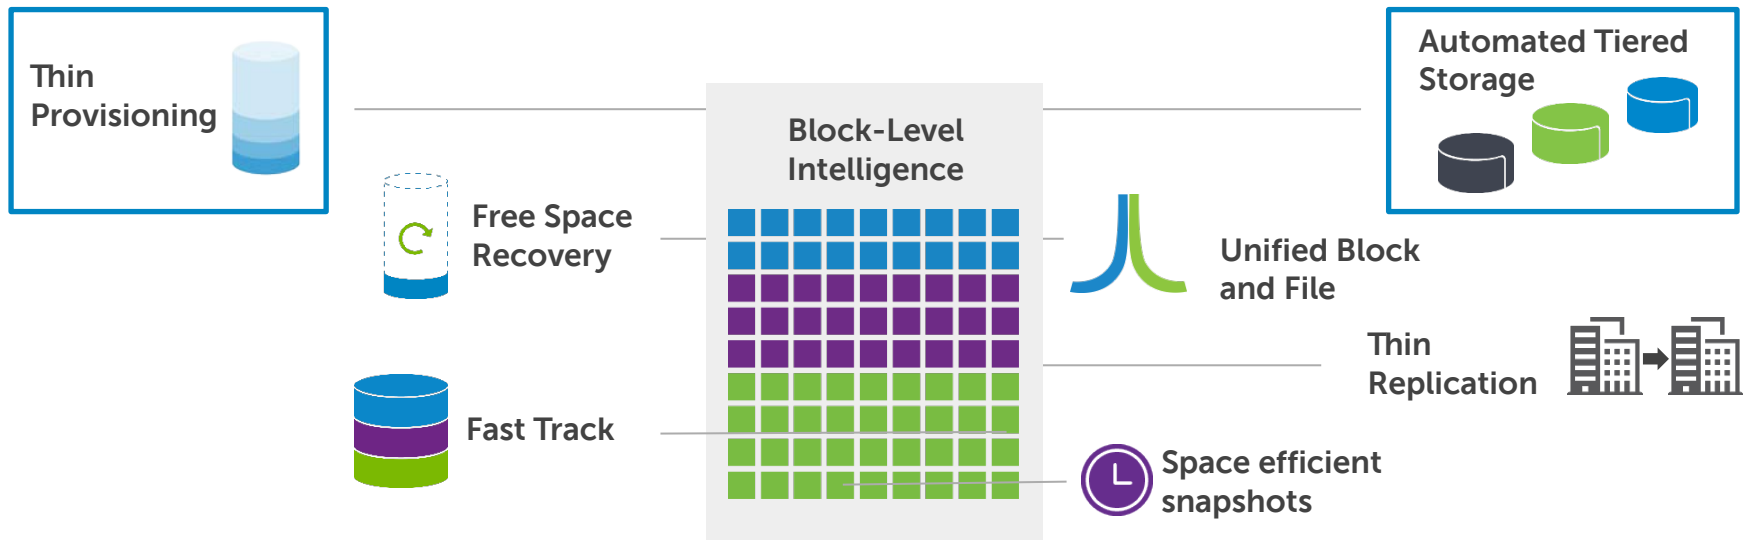 Thin
Provisioning
Free Space
Recovery
Fast Track
Block-Level
Intelligence
Automated Tiered
Storage
Unified Block
and File
Thin
Replication
Space efficient
snapshots